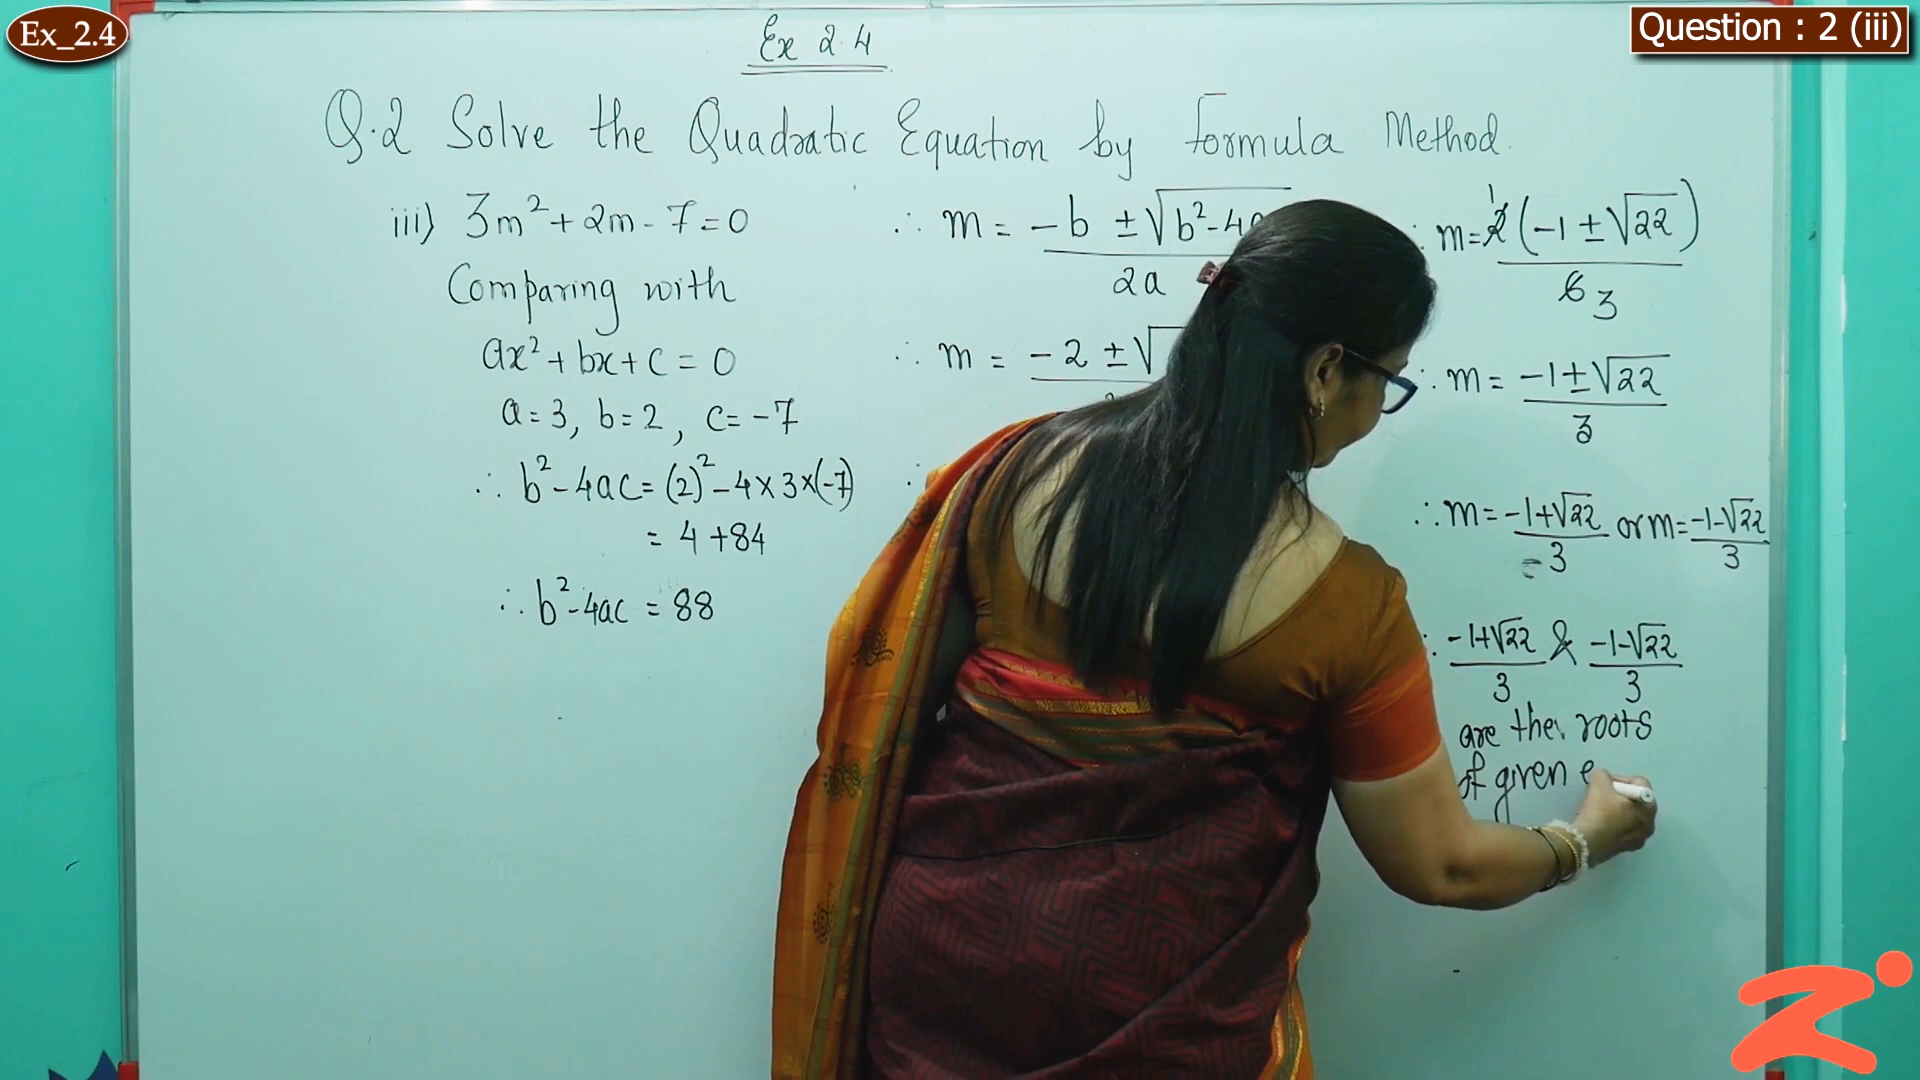 Ex_2.4
Question : 2 (iii)
Ex 2.4
Q.2 Solve the Quadratic Equation by Formula Method.
iii) 3m² + 2m - 7 = 0
Comparing with
ax² + bx + c = 0
a = 3, b = 2, c = -7
∴ b² - 4ac = (2)² - 4 × 3 × (-7)
= 4 + 84
∴ b² - 4ac = 88
∴ m = -b ± √b² - 4
2a
∴ m = -2 ± √
m = 2 1 (-1 ± √22)
6 3
∴ m = -1 ± √22
3
∴ m = -1 + √22 or m = -1 - √22
3 3
∴ -1 + √22 & -1 - √22
3 3
are the roots
of given e